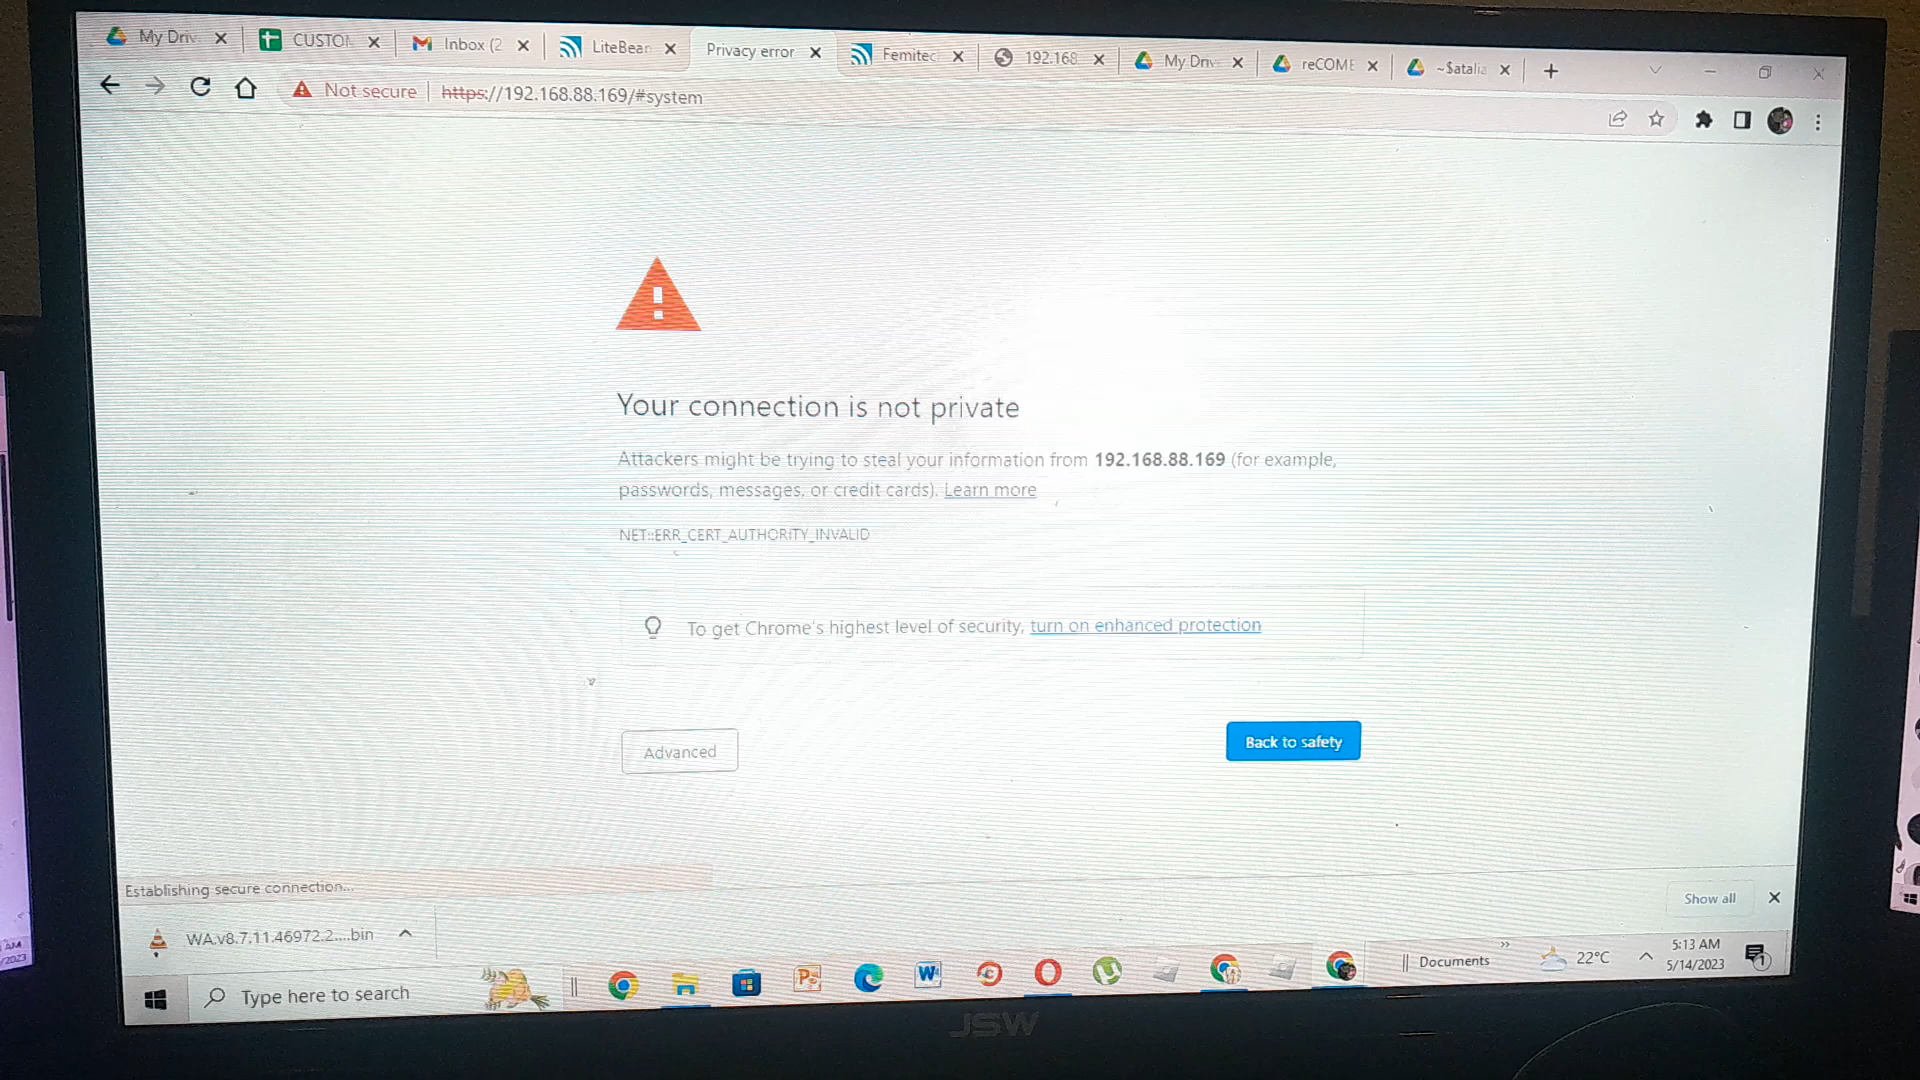 My Driv
CUSTOM
Inbox (2
LiteBean
Privacy error
Femitec
192.168
My Driv
reCOME
~$atalia
Not secure
https://192.168.88.169/#system
Your connection is not private
Attackers might be trying to steal your information from 192.168.88.169 (for example,
passwords, messages, or credit cards). Learn more
NET::ERR_CERT_AUTHORITY_INVALID
To get Chrome's highest level of security, turn on enhanced protection
Advanced
Back to safety
Establishing secure connection...
Show all
WA.v8.7.11.46972.2....bin
Type here to search
Documents
22°C
5:13 AM
5/14/2023
JSW